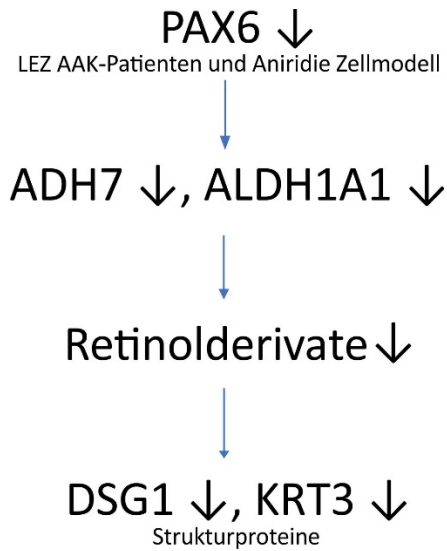 PAX6 ↓
LEZ AAK-Patienten und Aniridie Zellmodell
ADH7 ↓, ALDH1A1 ↓
Retinolderivate ↓
DSG1 ↓, KRT3 ↓
Strukturproteine